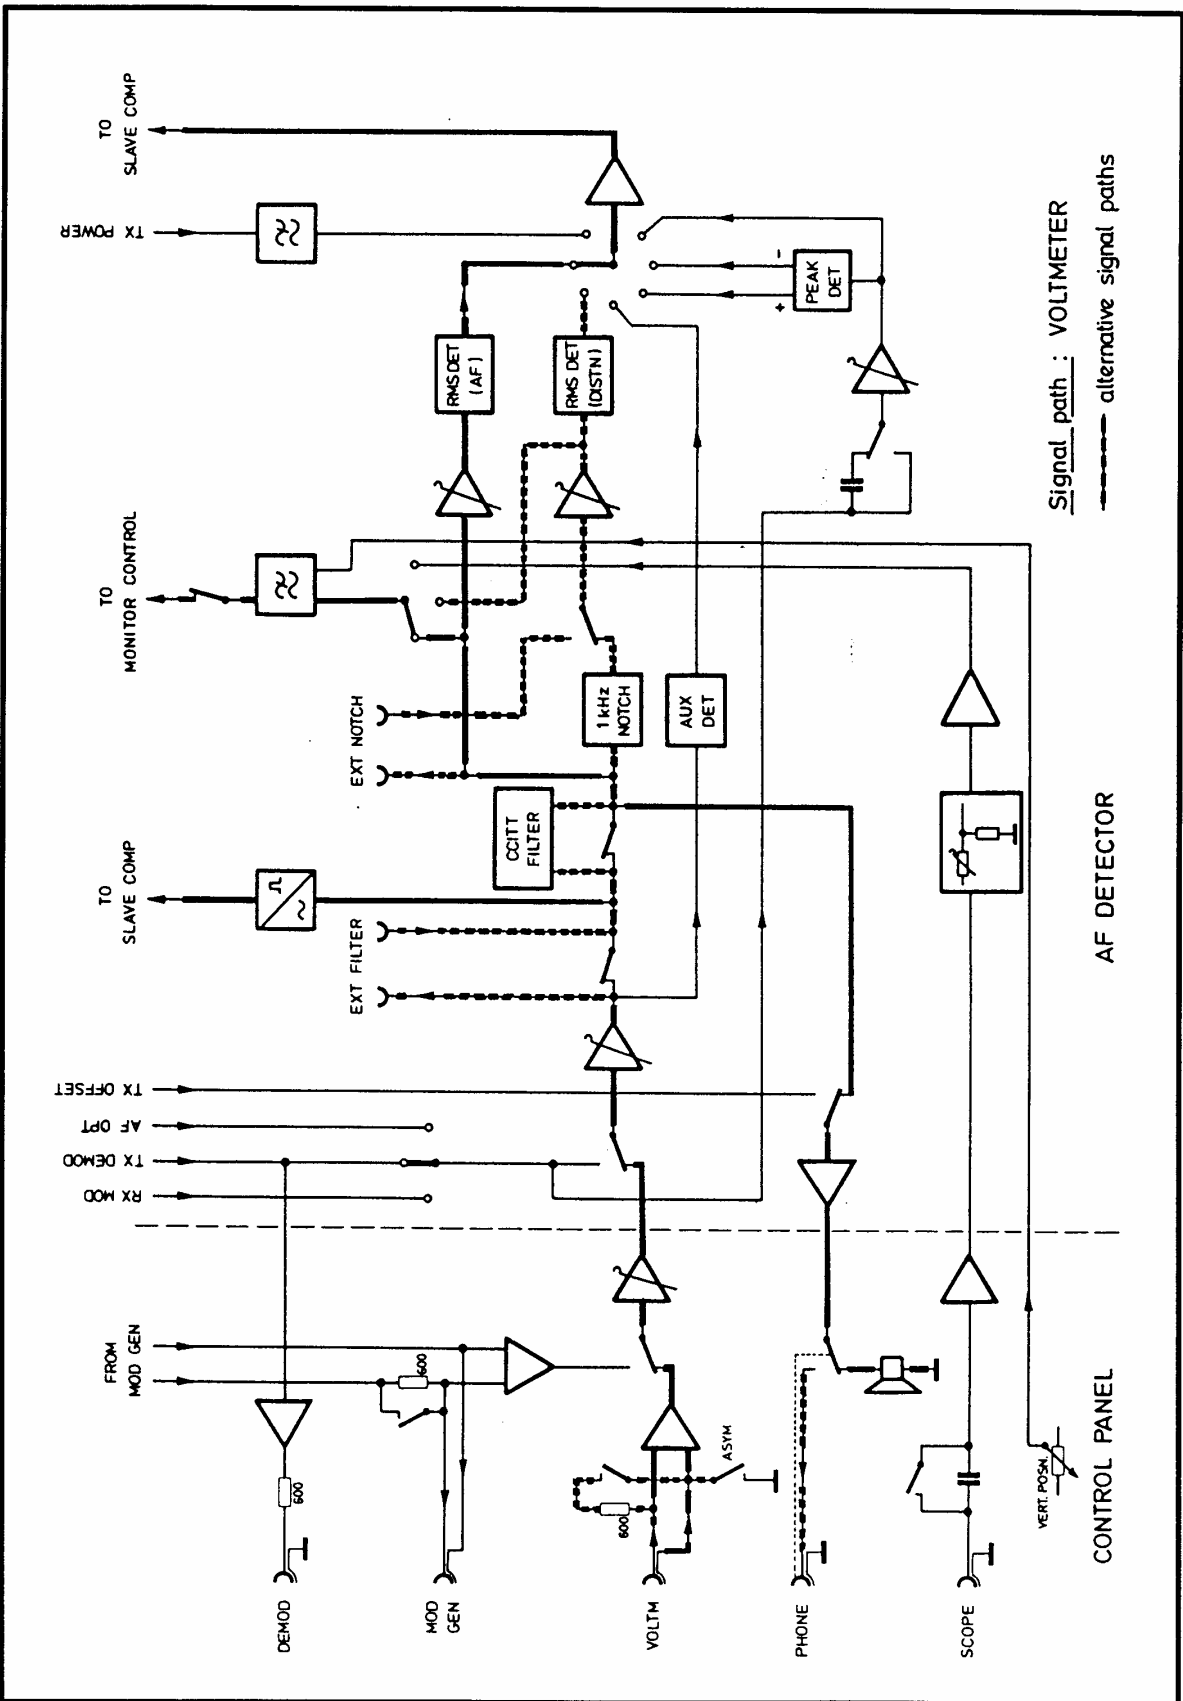 TO
SLAVE COMP
TX POWER
TO
MONITOR CONTROL
EXT NOTCH
TO
SLAVE COMP
EXT FILTER
TX OFFSET
AF OPT
TX DEMOD
RX MOD
FROM
MOD GEN
RMS DET
(AF)
RMS DET
(DISTN)
PEAK
DET
+
-
1 kHz
NOTCH
AUX
DET
CCITT
FILTER
600
600
600
ASYM
VERT. POSN.
DEMOD
MOD
GEN
VOLTM
PHONE
SCOPE
CONTROL PANEL
AF DETECTOR
Signal path : VOLTMETER
alternative signal paths